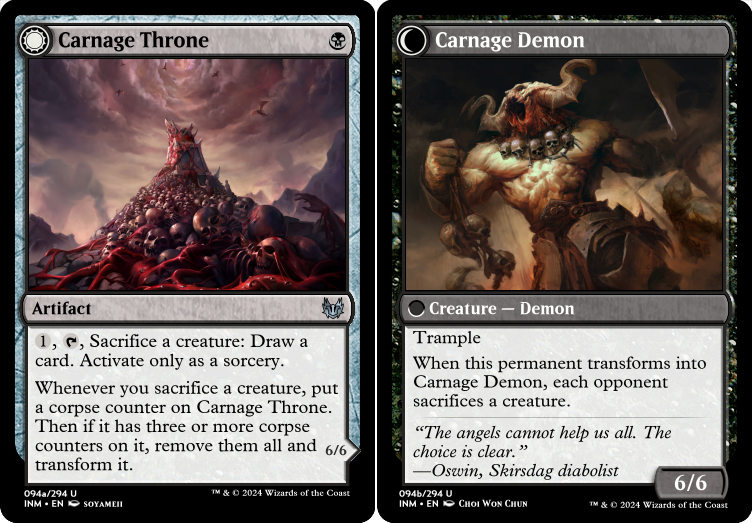 Carnage Throne
Artifact
1, T, Sacrifice a creature: Draw a
card. Activate only as a sorcery.
Whenever you sacrifice a creature, put
a corpse counter on Carnage Throne.
Then if it has three or more corpse
counters on it, remove them all and
transform it.
6/6
094a/294 U
INM • EN SOYAMEII
™ & © 2024 Wizards of the Coast
Carnage Demon
Creature — Demon
Trample
When this permanent transforms into
Carnage Demon, each opponent
sacrifices a creature.
“The angels cannot help us all. The
choice is clear.”
—Oswin, Skirsdag diabolist
6/6
094b/294 U
INM • EN CHOI WON CHUN
™ & © 2024 Wizards of the Coast